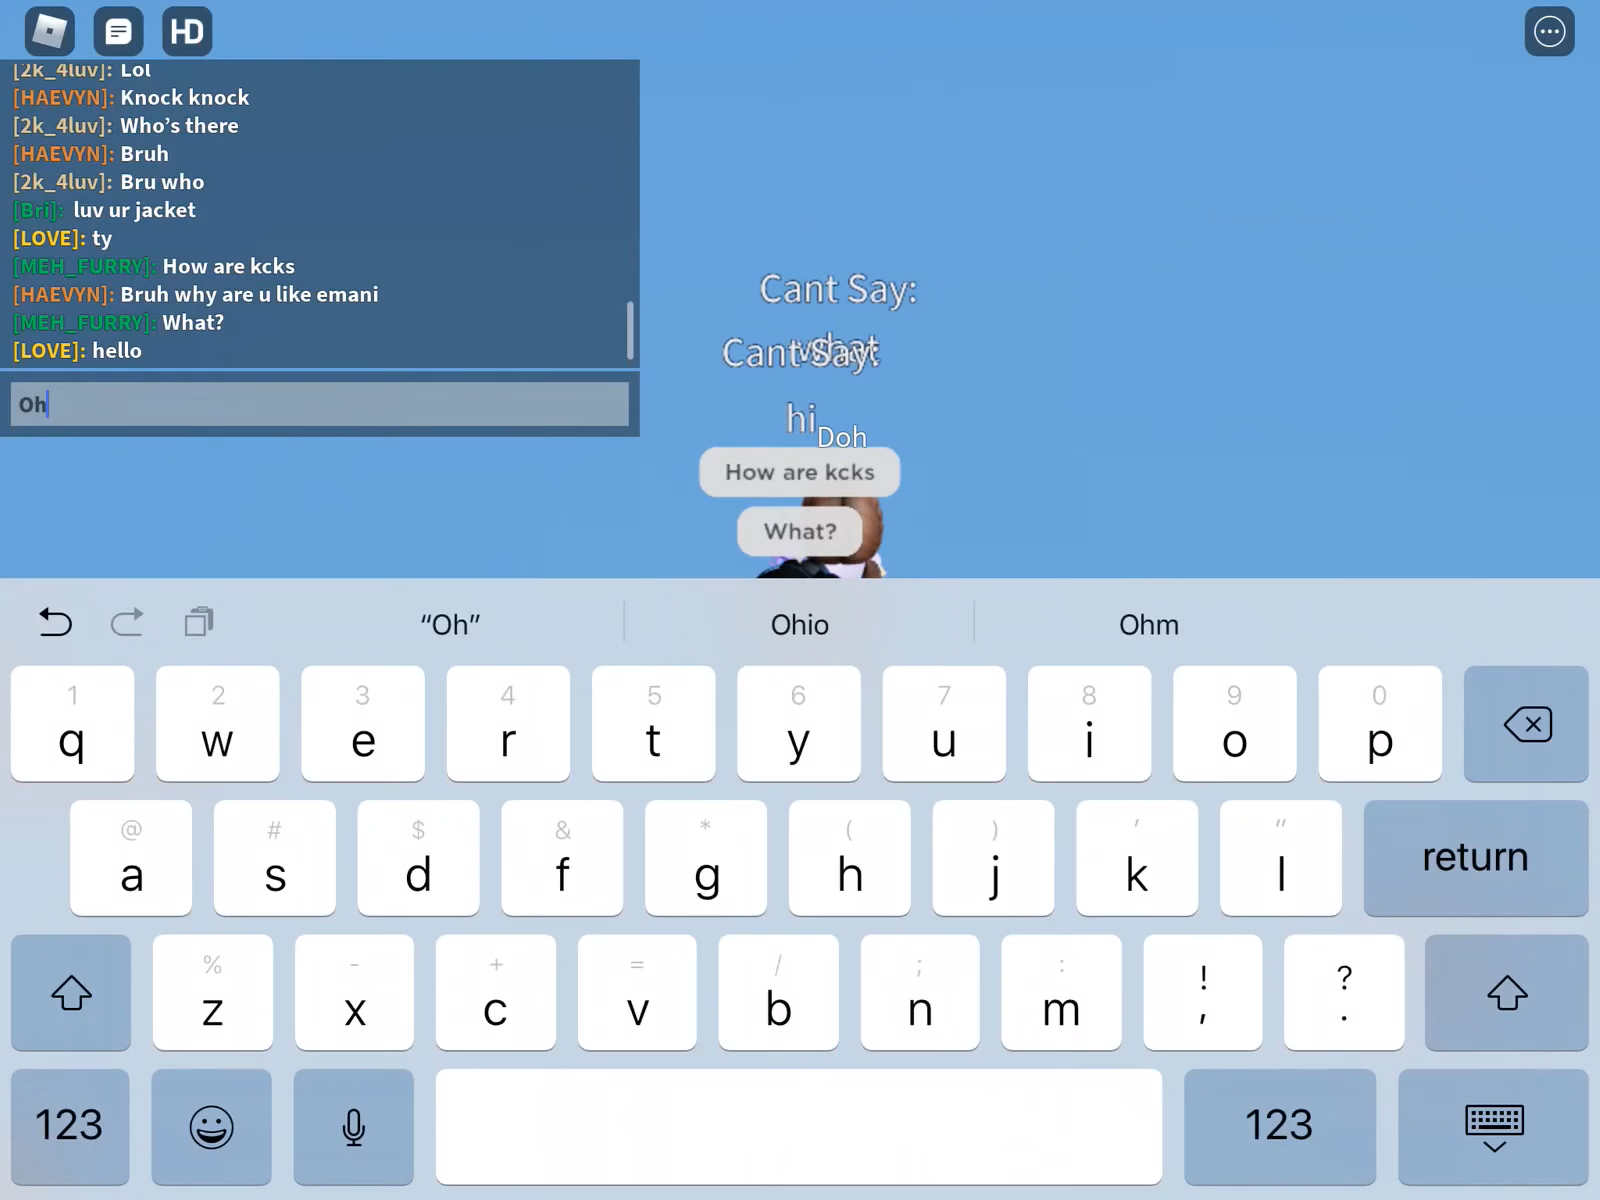 HD
[2k_4luv]: Lol
[HAEVYN]: Knock knock
[2k_4luv]: Who's there
[HAEVYN]: Bruh
[2k_4luv]: Bru who
[Bri]: luv ur jacket
[LOVE]: ty
[MEH_FURRY]: How are kcks
[HAEVYN]: Bruh why are u like emani
[MEH_FURRY]: What?
[LOVE]: hello
Oh
Cant Say:
what
Cant Say:
hi
Doh
How are kcks
What?
“Oh” Ohio Ohm
1 2 3 4 5 6 7 8 9 0
q w e r t y u i o p
@ # $ & * ( ) ' "
a s d f g h j k l return
% - + = / ; : ! ?
z x c v b n m , .
123 123